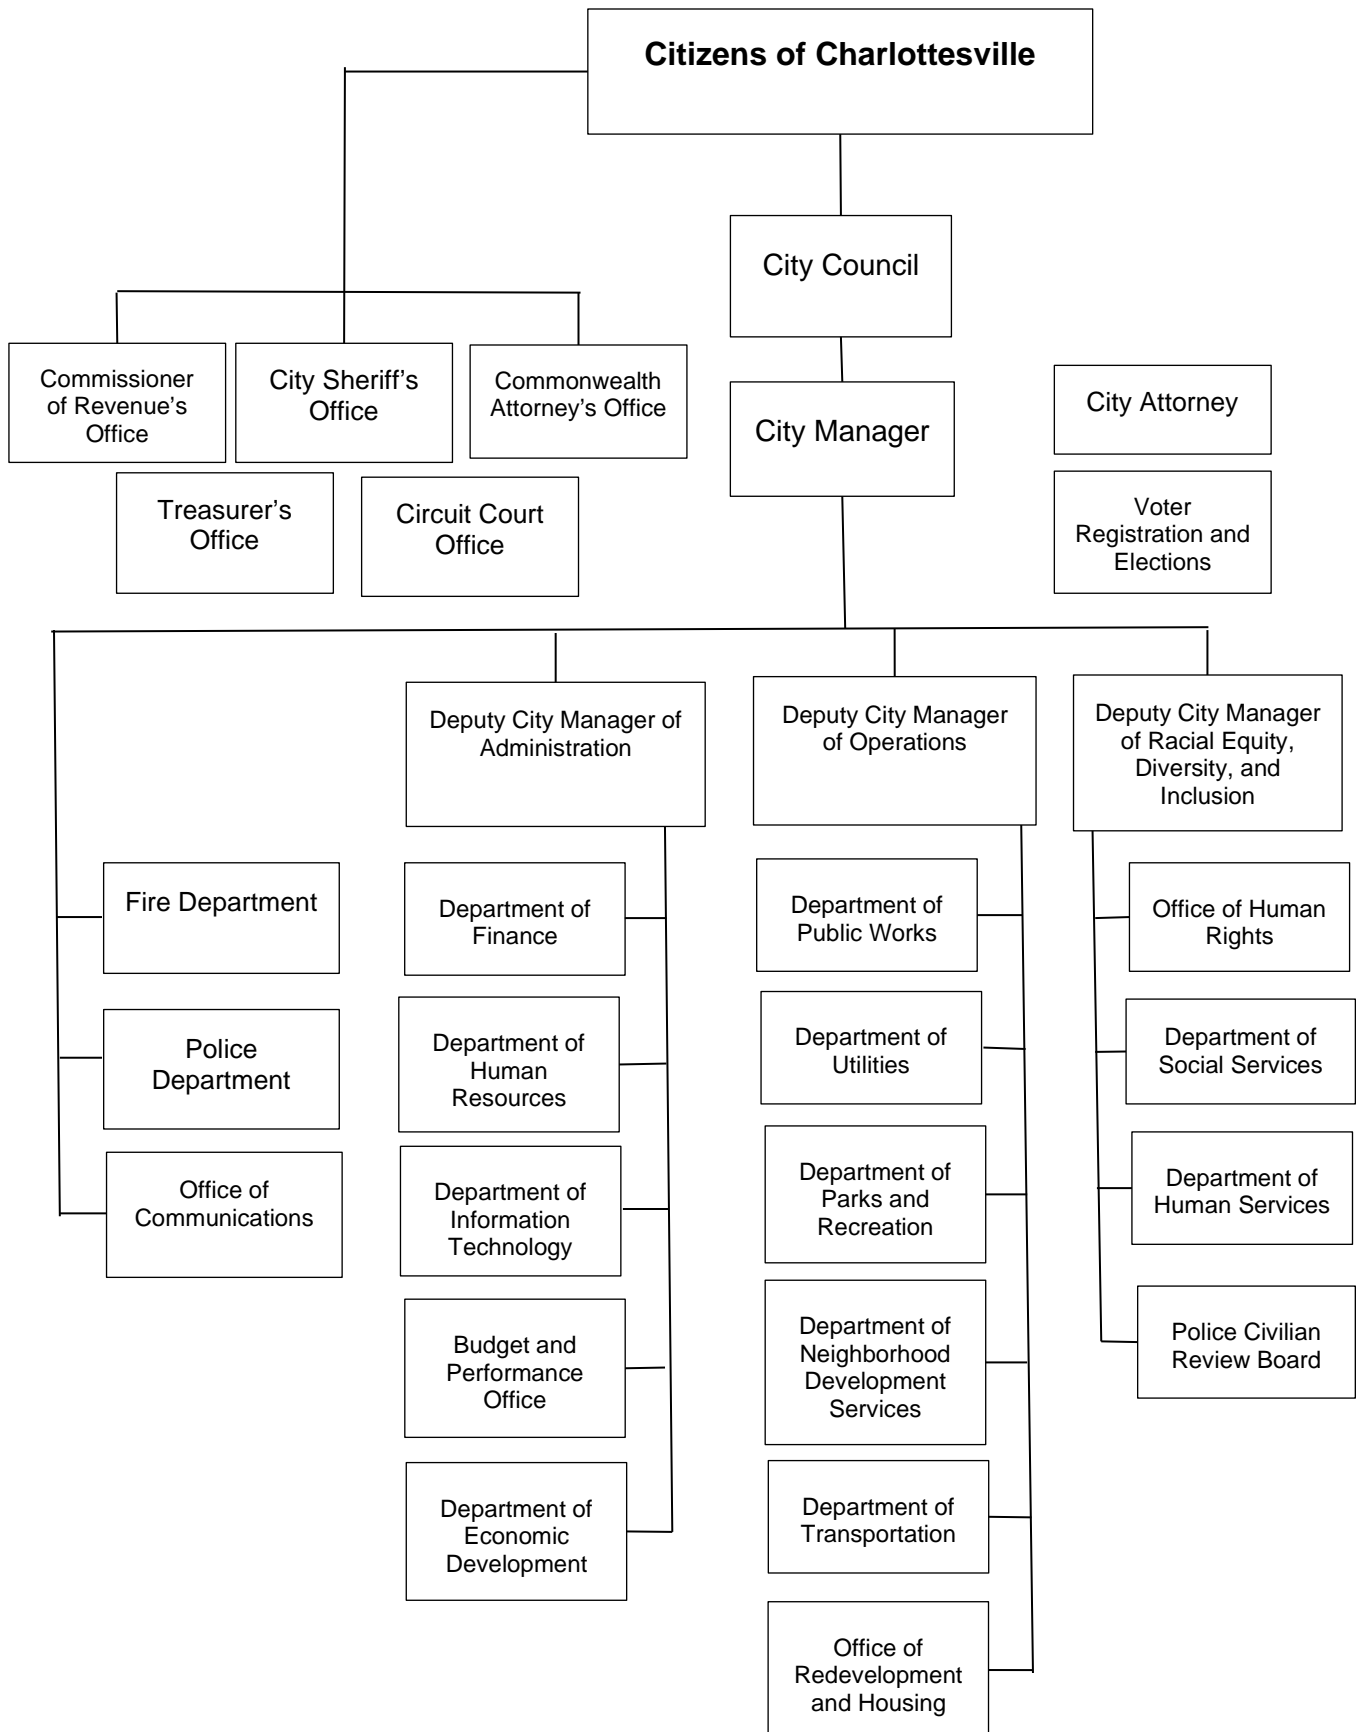 Citizens of Charlottesville
City Council
Commissioner
of Revenue's
Office
City Sheriff's
Office
Commonwealth
Attorney's Office
City Manager
City Attorney
Treasurer's
Office
Circuit Court
Office
Voter
Registration and
Elections
Deputy City Manager of
Administration
Deputy City Manager
of Operations
Deputy City Manager
of Racial Equity,
Diversity, and
Inclusion
Fire Department
Police
Department
Office of
Communications
Department of
Finance
Department of
Human
Resources
Department of
Information
Technology
Budget and
Performance
Office
Department of
Economic
Development
Department of
Public Works
Department of
Utilities
Department of
Parks and
Recreation
Department of
Neighborhood
Development
Services
Department of
Transportation
Office of
Redevelopment
and Housing
Office of Human
Rights
Department of
Social Services
Department of
Human Services
Police Civilian
Review Board